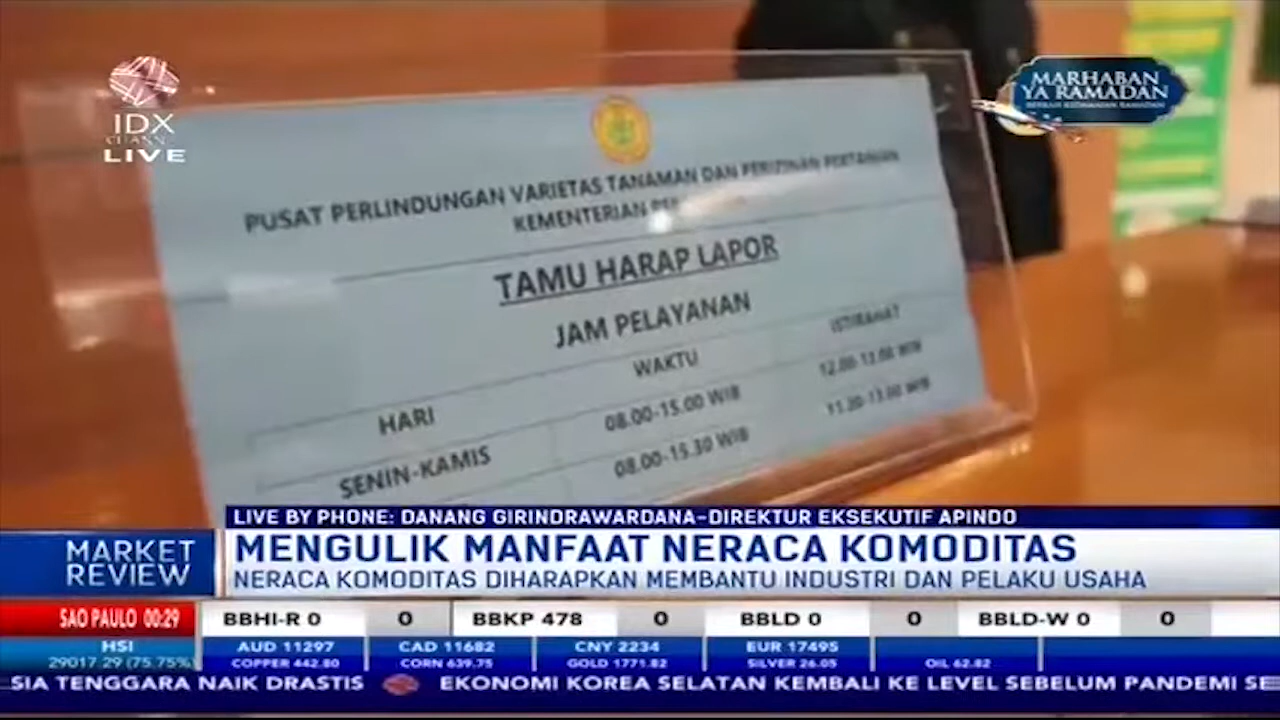 IDX
CHANNEL
LIVE
MARHABAN
YA RAMADAN
PUSAT PERLINDUNGAN VARIETAS TANAMAN DAN PERIZINAN PERTANIAN
KEMENTERIAN
TAMU HARAP LAPOR
JAM PELAYANAN
HARI WAKTU ISTIRAHAT
SENIN-KAMIS 08.00-15.00 WIB 12.00-13.00 WIB
08.00-15.30 WIB 11.30-13.00 WIB
LIVE BY PHONE: DANANG GIRINDRAWARDANA-DIREKTUR EKSEKUTIF APINDO
MARKET
REVIEW
MENGULIK MANFAAT NERACA KOMODITAS
NERACA KOMODITAS DIHARAPKAN MEMBANTU INDUSTRI DAN PELAKU USAHA
SAO PAULO 00:29
BBHI-R 0 0 BBKP 478 0 BBLD 0 0 BBLD-W 0 0
HSI
29017.29 (75.75%)
AUD 11297 CAD 11682 CNY 2234 EUR 17495
COPPER 442.80 CORN 639.75 GOLD 1771.82 SILVER 26.05 OIL 62.82
SIA TENGGARA NAIK DRASTIS EKONOMI KOREA SELATAN KEMBALI KE LEVEL SEBELUM PANDEMI SE